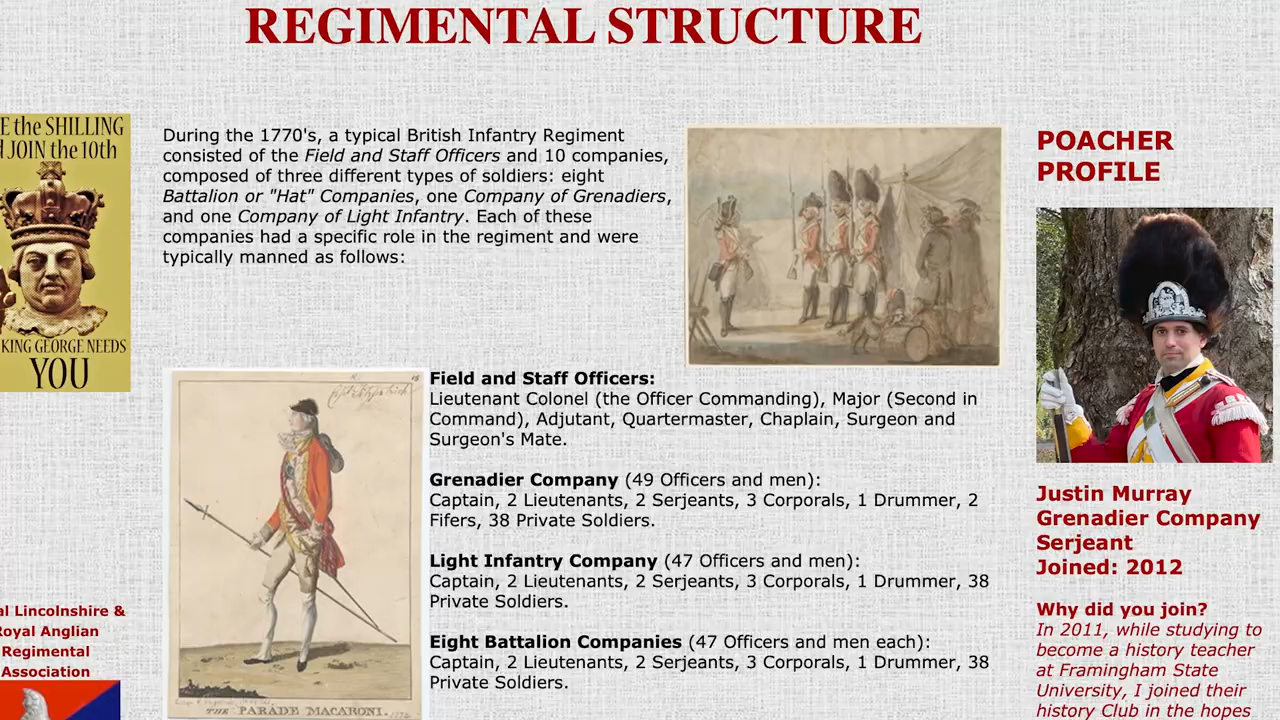 REGIMENTAL STRUCTURE
E the SHILLING
JOIN the 10th
KING GEORGE NEEDS
YOU
al Lincolnshire &
Royal Anglian
Regimental
Association
During the 1770's, a typical British Infantry Regiment
consisted of the Field and Staff Officers and 10 companies,
composed of three different types of soldiers: eight
Battalion or "Hat" Companies, one Company of Grenadiers,
and one Company of Light Infantry. Each of these
companies had a specific role in the regiment and were
typically manned as follows:
THE PARADE MACARONI.
Field and Staff Officers:
Lieutenant Colonel (the Officer Commanding), Major (Second in
Command), Adjutant, Quartermaster, Chaplain, Surgeon and
Surgeon's Mate.
Grenadier Company (49 Officers and men):
Captain, 2 Lieutenants, 2 Serjeants, 3 Corporals, 1 Drummer, 2
Fifers, 38 Private Soldiers.
Light Infantry Company (47 Officers and men):
Captain, 2 Lieutenants, 2 Serjeants, 3 Corporals, 1 Drummer, 38
Private Soldiers.
Eight Battalion Companies (47 Officers and men each):
Captain, 2 Lieutenants, 2 Serjeants, 3 Corporals, 1 Drummer, 38
Private Soldiers.
POACHER
PROFILE
Justin Murray
Grenadier Company
Serjeant
Joined: 2012
Why did you join?
In 2011, while studying to
become a history teacher
at Framingham State
University, I joined their
history Club in the hopes